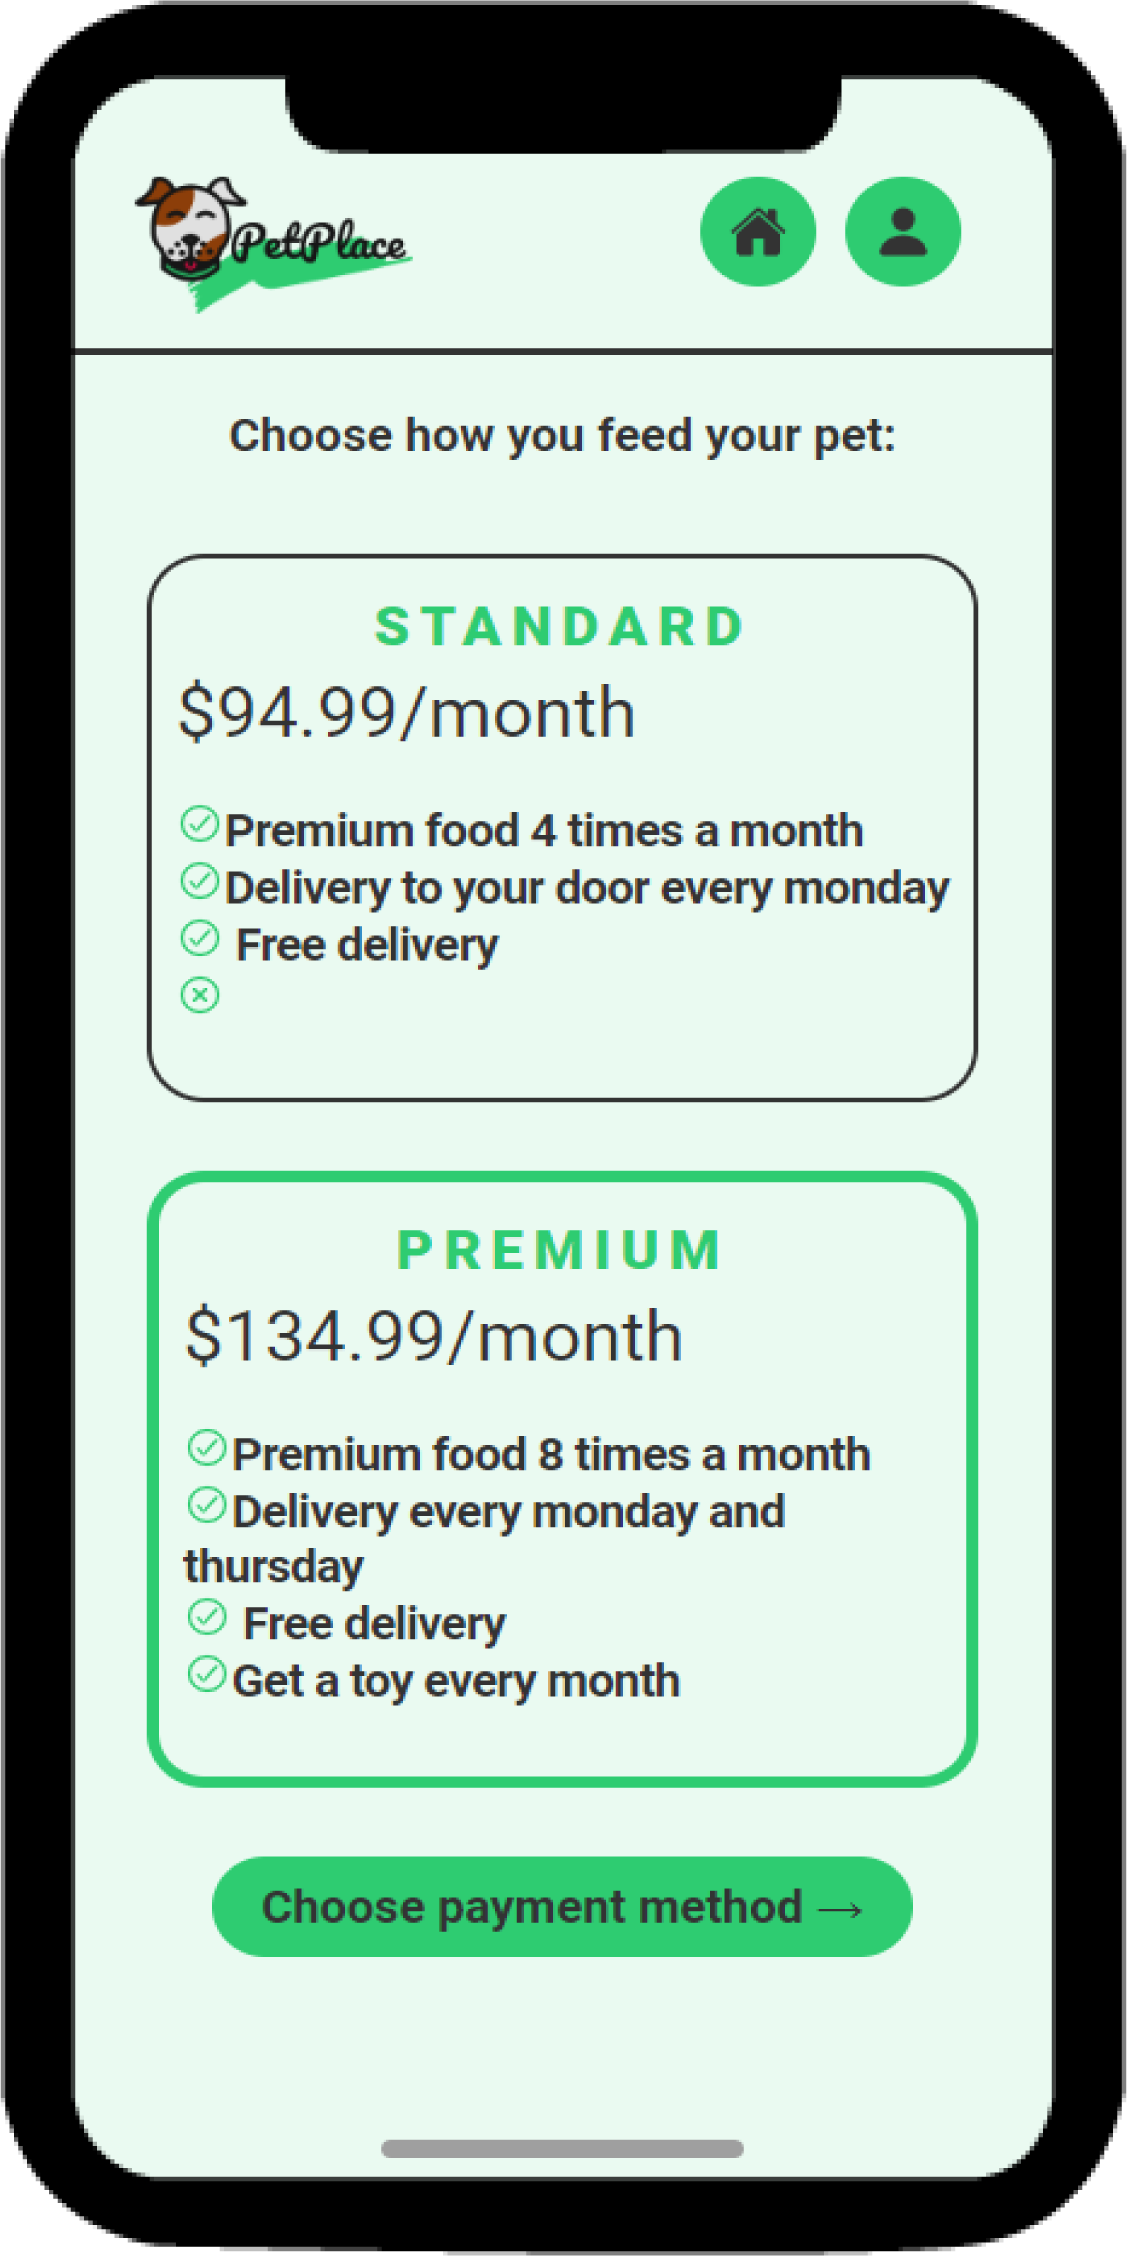 PetPlace
Choose how you feed your pet:
STANDARD
$94.99/month
Premium food 4 times a month
Delivery to your door every monday
Free delivery
PREMIUM
$134.99/month
Premium food 8 times a month
Delivery every monday and
thursday
Free delivery
Get a toy every month
Choose payment method →